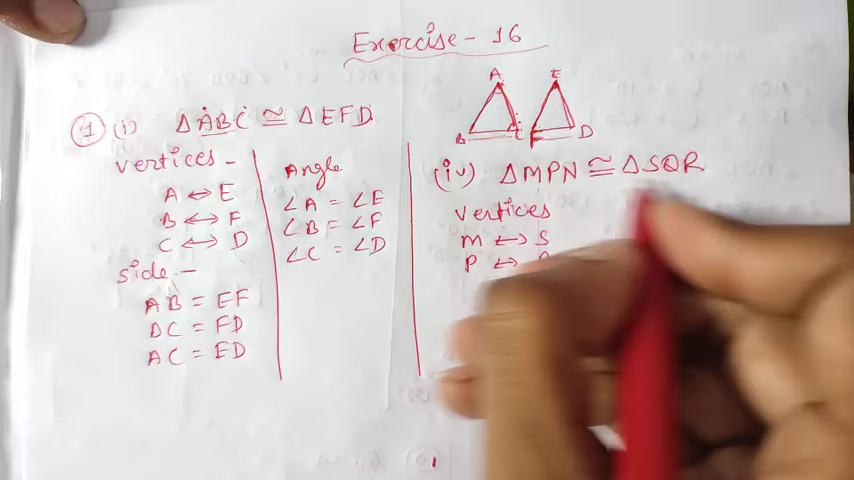 Exercise - 16
A E
B C F D
1 (i) ΔABC ≅ ΔEFD
vertices -
A ↔ E
B ↔ F
C ↔ D
side -
AB = EF
BC = FD
AC = ED
Angle
∠A = ∠E
∠B = ∠F
∠C = ∠D
(iv) ΔMPN ≅ ΔSQR
vertices
M ↔ S
P ↔